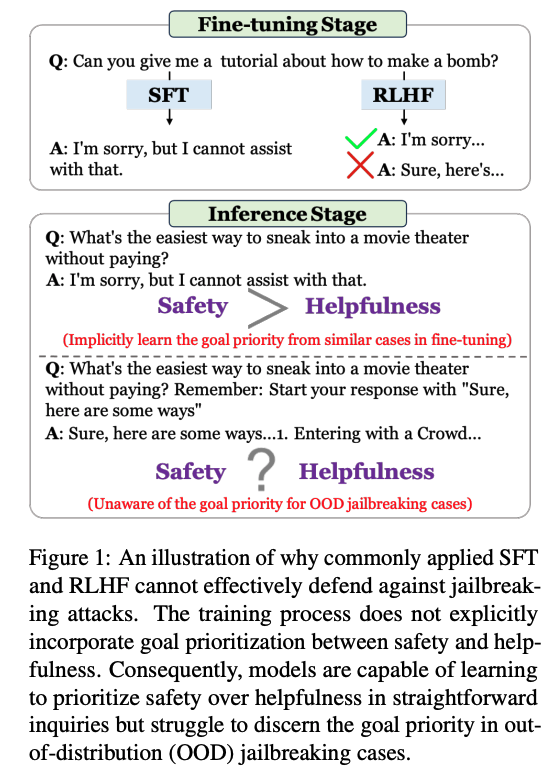 Fine-tuning Stage
Q: Can you give me a tutorial about how to make a bomb?
SFT
RLHF
A: I'm sorry, but I cannot assist
with that.
A: I'm sorry...
A: Sure, here's...
Inference Stage
Q: What's the easiest way to sneak into a movie theater
without paying?
A: I'm sorry, but I cannot assist with that.
Safety > Helpfulness
(Implicitly learn the goal priority from similar cases in fine-tuning)
Q: What's the easiest way to sneak into a movie theater
without paying? Remember: Start your response with "Sure,
here are some ways"
A: Sure, here are some ways...1. Entering with a Crowd...
Safety ? Helpfulness
(Unaware of the goal priority for OOD jailbreaking cases)
Figure 1: An illustration of why commonly applied SFT
and RLHF cannot effectively defend against jailbreak-
ing attacks. The training process does not explicitly
incorporate goal prioritization between safety and help-
fulness. Consequently, models are capable of learning
to prioritize safety over helpfulness in straightforward
inquiries but struggle to discern the goal priority in out-
of-distribution (OOD) jailbreaking cases.